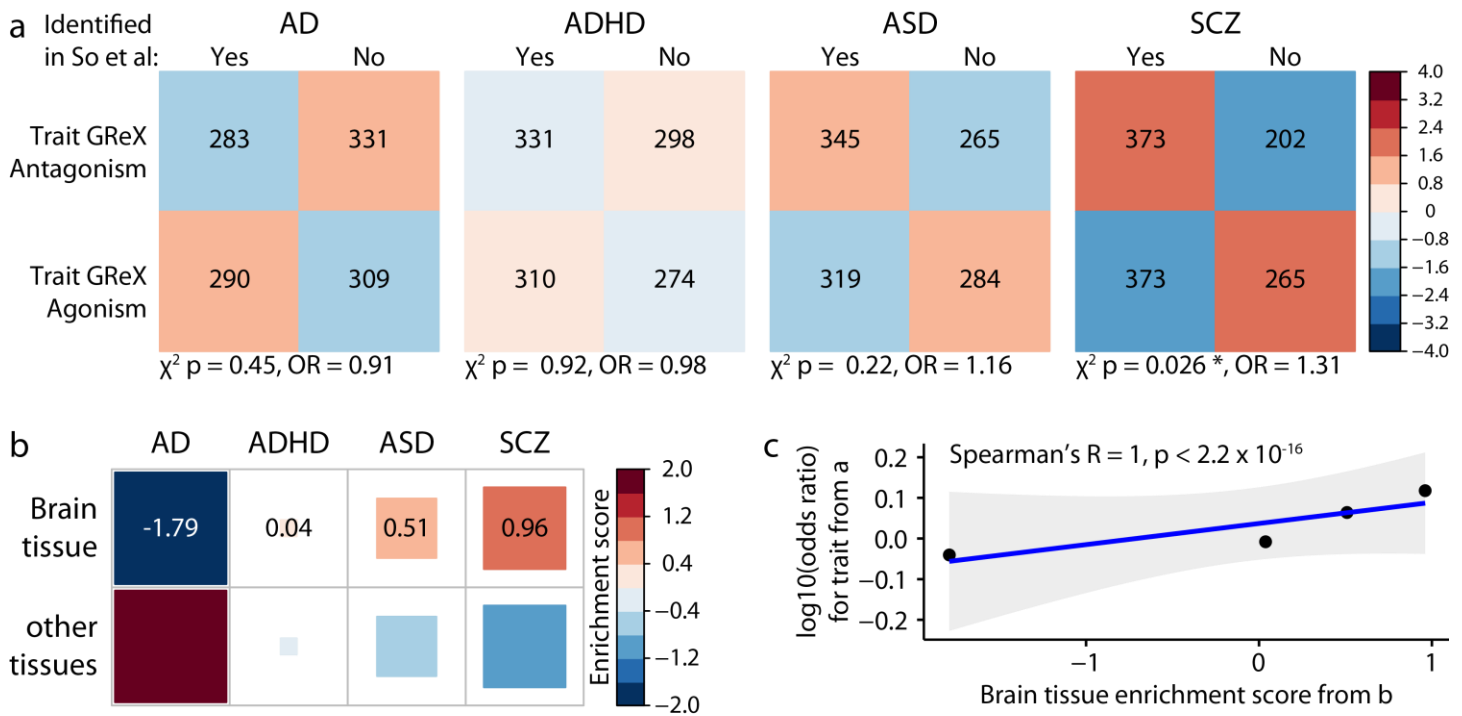 a Identified in So et al:
AD
ADHD
ASD
SCZ
Yes No Yes No Yes No Yes No
Trait GReX
Antagonism
283 331 331 298 345 265 373 202
Trait GReX
Agonism
290 309 310 274 319 284 373 265
χ² p = 0.45, OR = 0.91
χ² p = 0.92, OR = 0.98
χ² p = 0.22, OR = 1.16
χ² p = 0.026 *, OR = 1.31
4.0
3.2
2.4
1.6
0.8
0
−0.8
−1.6
−2.4
−3.2
−4.0
b
AD ADHD ASD SCZ
Brain
tissue
-1.79 0.04 0.51 0.96
other
tissues
Enrichment score
2.0
1.2
0.4
−0.4
−1.2
−2.0
c
Spearman's R = 1, p < 2.2 x 10⁻¹⁶
log10(odds ratio)
for trait from a
0.2
0.1
0.0
−0.1
−0.2
−1 0 1
Brain tissue enrichment score from b